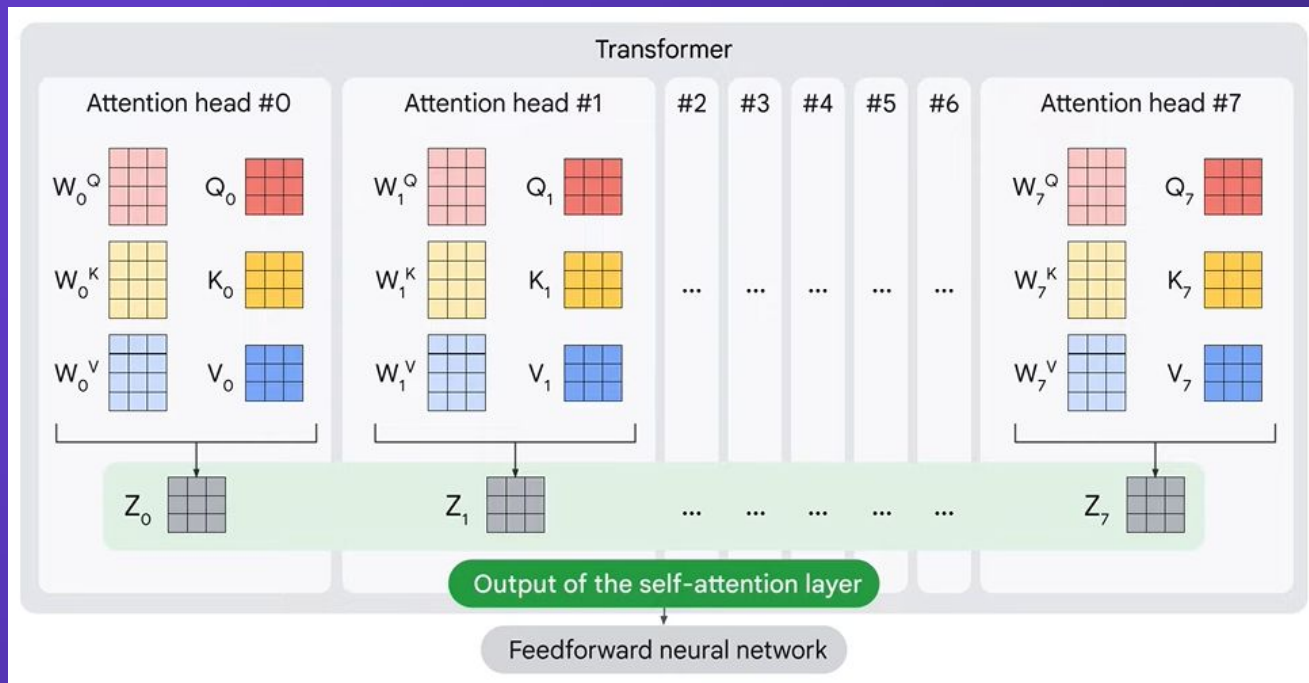 Transformer
Attention head #0 Attention head #1 #2 #3 #4 #5 #6 Attention head #7
W₀Q Q₀ W₁Q Q₁ W₇Q Q₇
W₀K K₀ W₁K K₁ ... ... ... ... ... W₇K K₇
W₀V V₀ W₁V V₁ W₇V V₇
Z₀ Z₁ ... ... ... ... ... Z₇
Output of the self-attention layer
Feedforward neural network